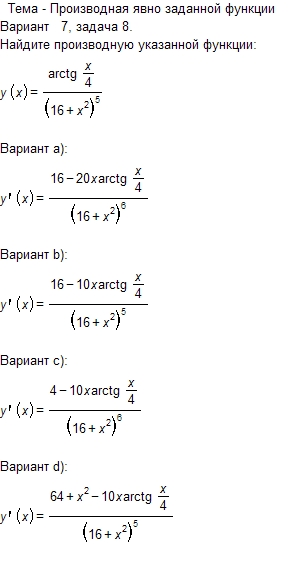 Тема - Производная явно заданной функции
Вариант 7, задача 8.
Найдите производную указанной функции:
y (x) = arctg x/4 / (16 + x²)⁵
Вариант a):
y' (x) = 16 – 20x arctg x/4 / (16 + x²)⁶
Вариант b):
y' (x) = 16 – 10x arctg x/4 / (16 + x²)⁵
Вариант c):
y' (x) = 4 – 10x arctg x/4 / (16 + x²)⁶
Вариант d):
y' (x) = 64 + x² – 10x arctg x/4 / (16 + x²)⁵